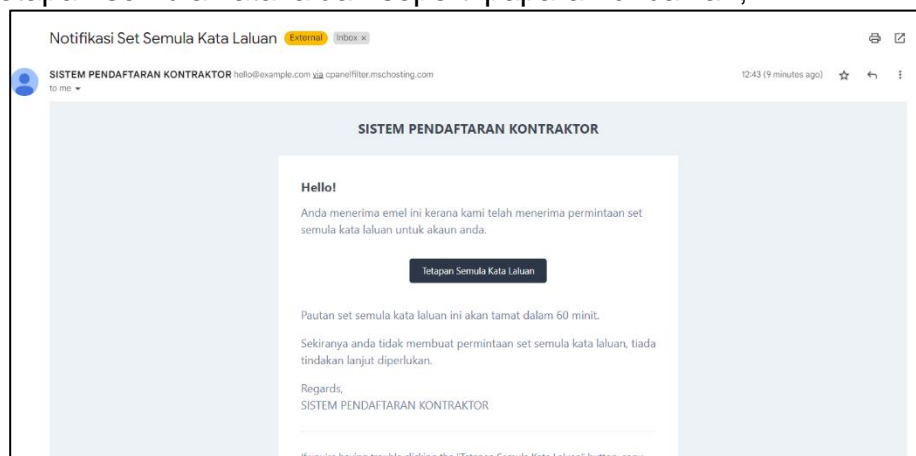 Notifikasi Set Semula Kata Laluan External Inbox x
SISTEM PENDAFTARAN KONTRAKTOR hello@example.com via cpanelfilter.mschosting.com 12:43 (9 minutes ago)
to me
SISTEM PENDAFTARAN KONTRAKTOR
Hello!
Anda menerima emel ini kerana kami telah menerima permintaan set
semula kata laluan untuk akaun anda.
Tetapan Semula Kata Laluan
Pautan set semula kata laluan ini akan tamat dalam 60 minit.
Sekiranya anda tidak membuat permintaan set semula kata laluan, tiada
tindakan lanjut diperlukan.
Regards,
SISTEM PENDAFTARAN KONTRAKTOR